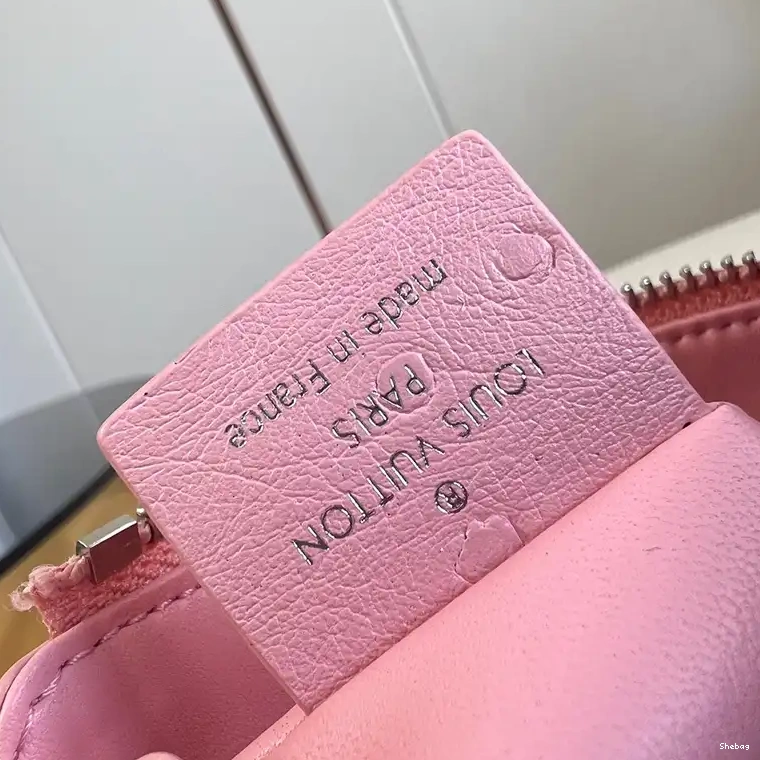 LOUIS VUITTON
®
PARIS
made in France
Shebag